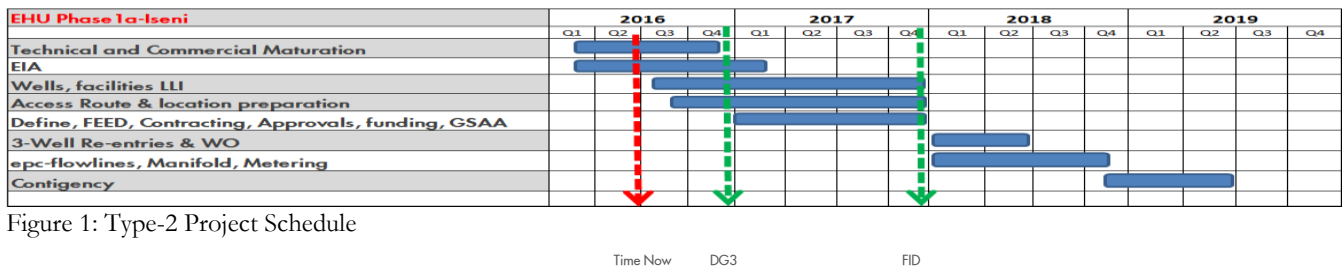 EHU Phase1a-Iseni 2016 2017 2018 2019
Q1 Q2 Q3 Q4 Q1 Q2 Q3 Q4 Q1 Q2 Q3 Q4 Q1 Q2 Q3 Q4
Technical and Commercial Maturation
EIA
Wells, facilities LLI
Access Route & location preparation
Define, FEED, Contracting, Approvals, funding, GSAA
3-Well Re-entries & WO
epc-flowlines, Manifold, Metering
Contigency
Figure 1: Type-2 Project Schedule
Time Now DG3 FID